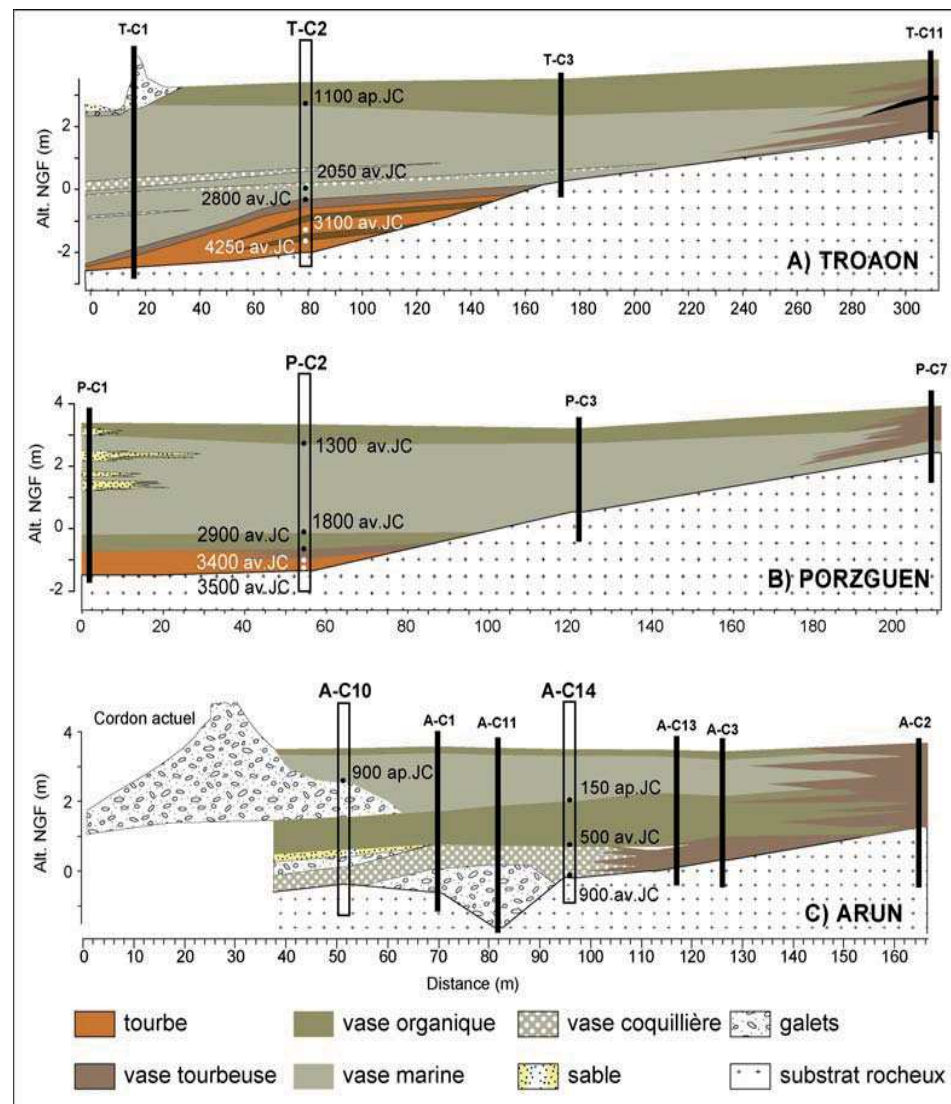 T-C1
T-C2
T-C3
T-C11
Alt. NGF (m)
2
0
-2
1100 ap.JC
2050 av.JC
2800 av.JC
3100 av.JC
4250 av.JC
A) TROAON
0 20 40 60 80 100 120 140 160 180 200 220 240 260 280 300
P-C1
P-C2
P-C3
P-C7
Alt. NGF (m)
4
2
0
-2
1300 av.JC
1800 av.JC
2900 av.JC
3400 av.JC
3500 av.JC
B) PORZGUEN
0 20 40 60 80 100 120 140 160 180 200
Cordon actuel
A-C10
A-C1
A-C11
A-C14
A-C13
A-C3
A-C2
Alt. NGF (m)
4
2
0
900 ap.JC
150 ap.JC
500 av.JC
900 av.JC
C) ARUN
0 10 20 30 40 50 60 70 80 90 100 110 120 130 140 150 160
Distance (m)
tourbe vase organique vase coquillière galets
vase tourbeuse vase marine sable substrat rocheux